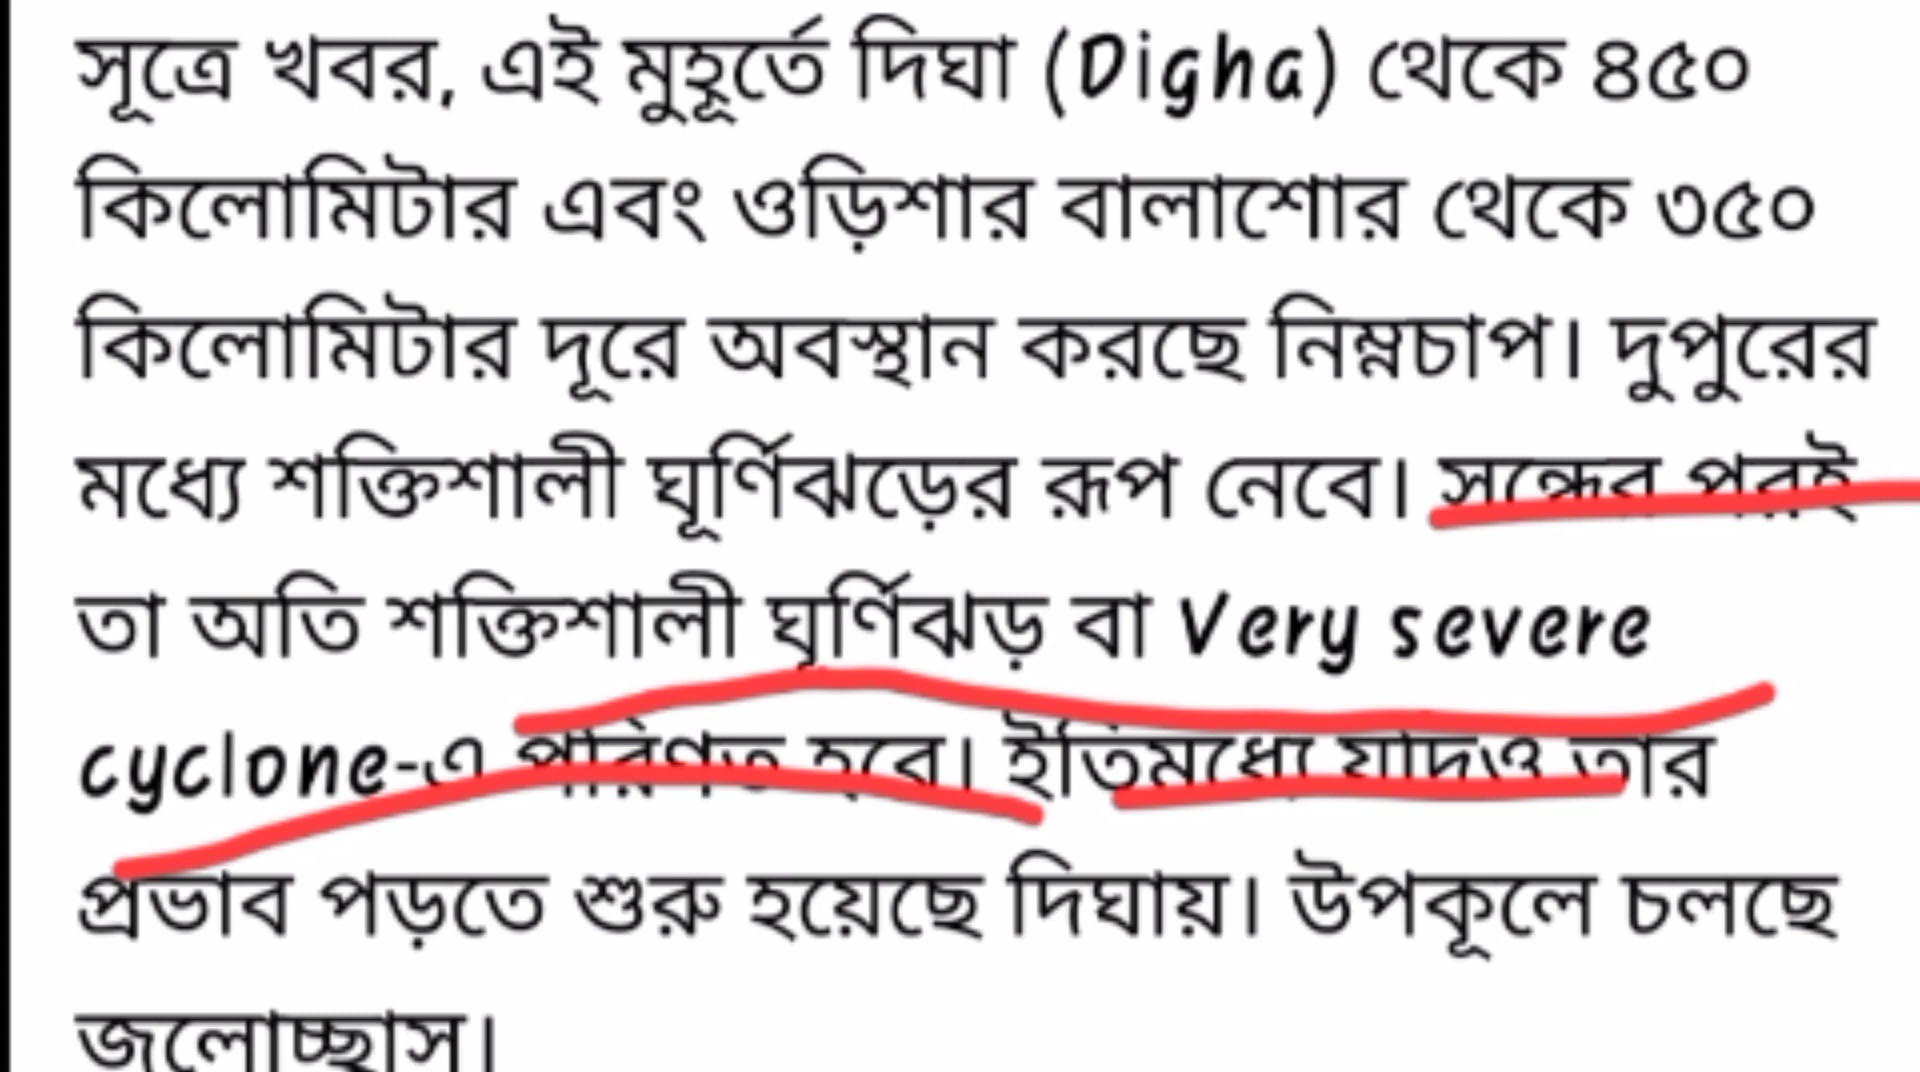 সূত্রে খবর, এই মুহূর্তে দিঘা (Digha) থেকে ৪৫০
কিলোমিটার এবং ওড়িশার বালাশোর থেকে ৩৫০
কিলোমিটার দূরে অবস্থান করছে নিম্নচাপ। দুপুরের
মধ্যে শক্তিশালী ঘূর্ণিঝড়ের রূপ নেবে। সন্ধের পরই
তা অতি শক্তিশালী ঘূর্ণিঝড় বা Very severe
cyclone-এ পরিণত হবে। ইতিমধ্যে যদিও তার
প্রভাব পড়তে শুরু হয়েছে দিঘায়। উপকূলে চলছে
জলোচ্ছাস।